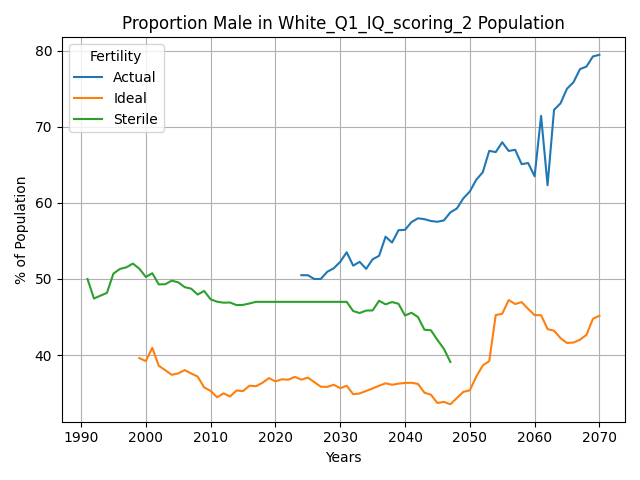 Proportion Male in White_Q1_IQ_scoring_2 Population
Fertility
Actual
Ideal
Sterile
% of Population
80
70
60
50
40
1990 2000 2010 2020 2030 2040 2050 2060 2070
Years